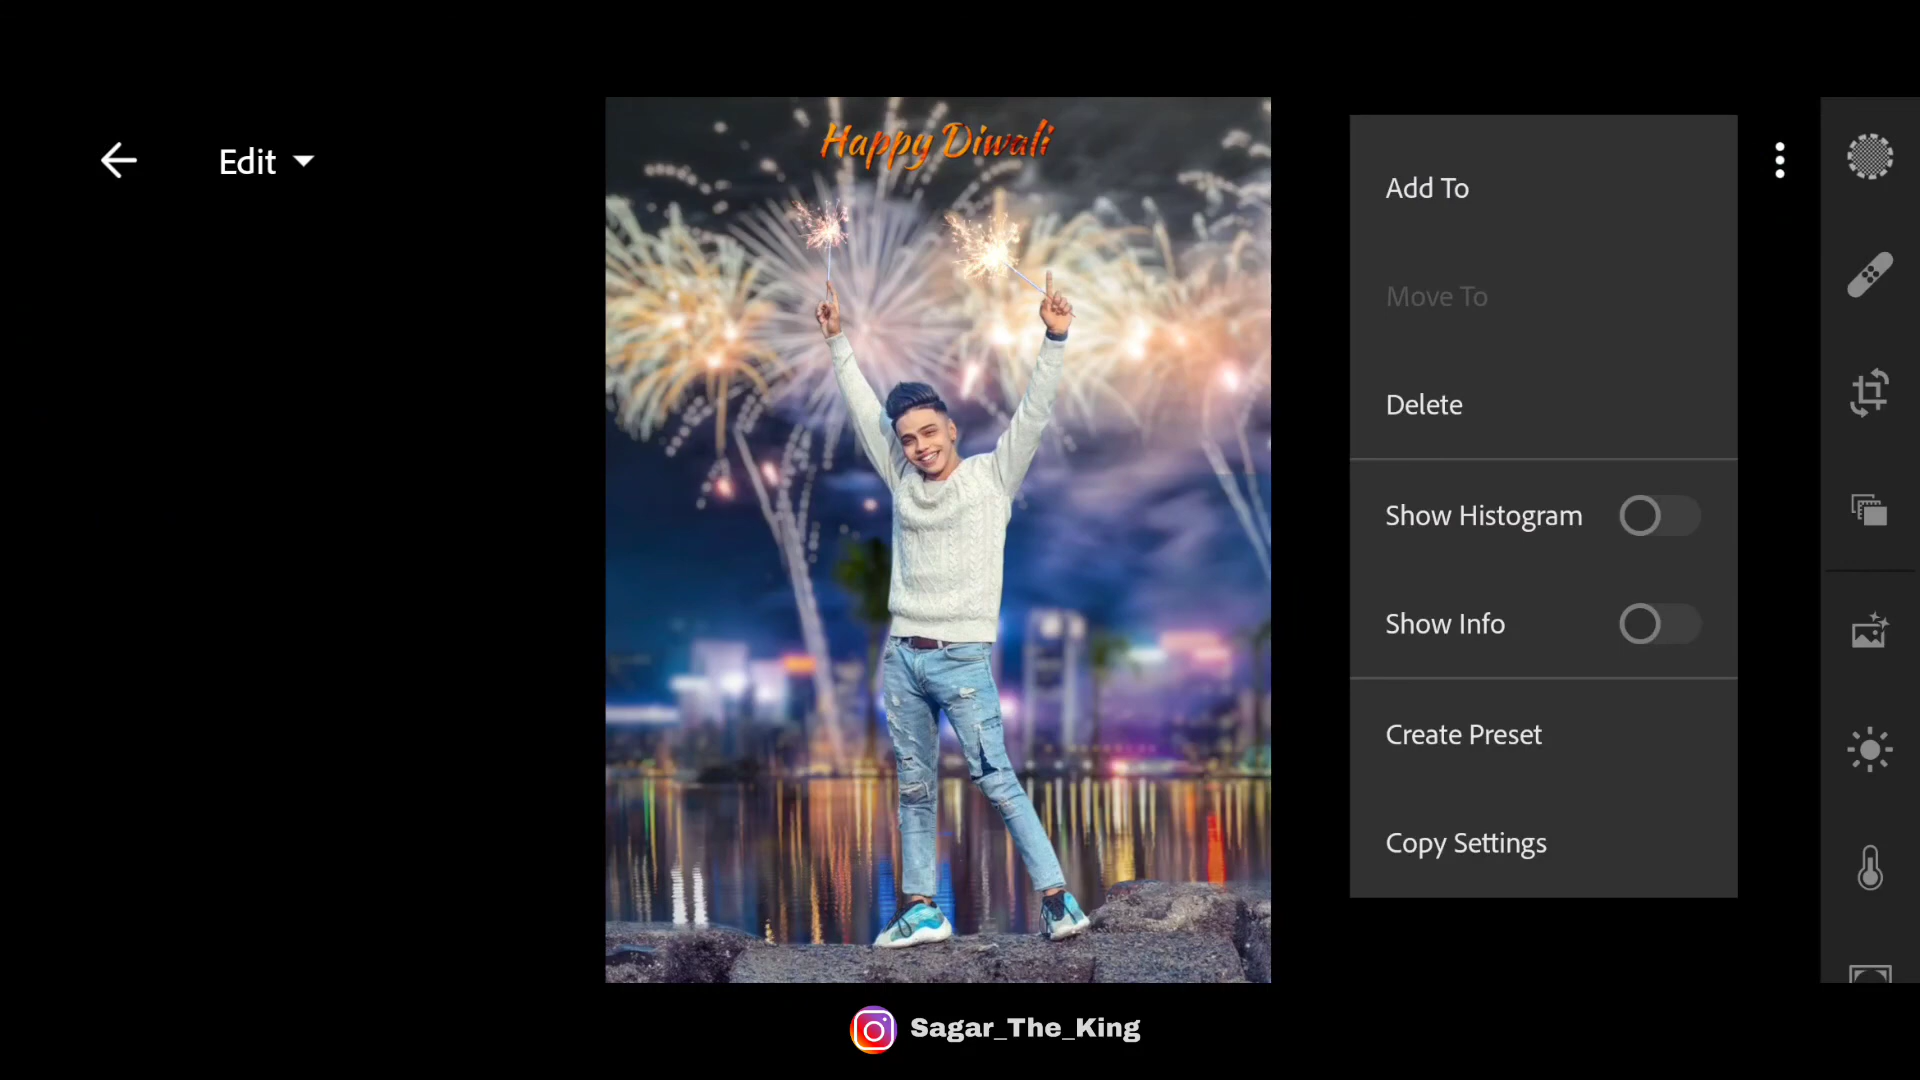 Edit
Happy Diwali
Add To
Move To
Delete
Show Histogram
Show Info
Create Preset
Copy Settings
Sagar_The_King